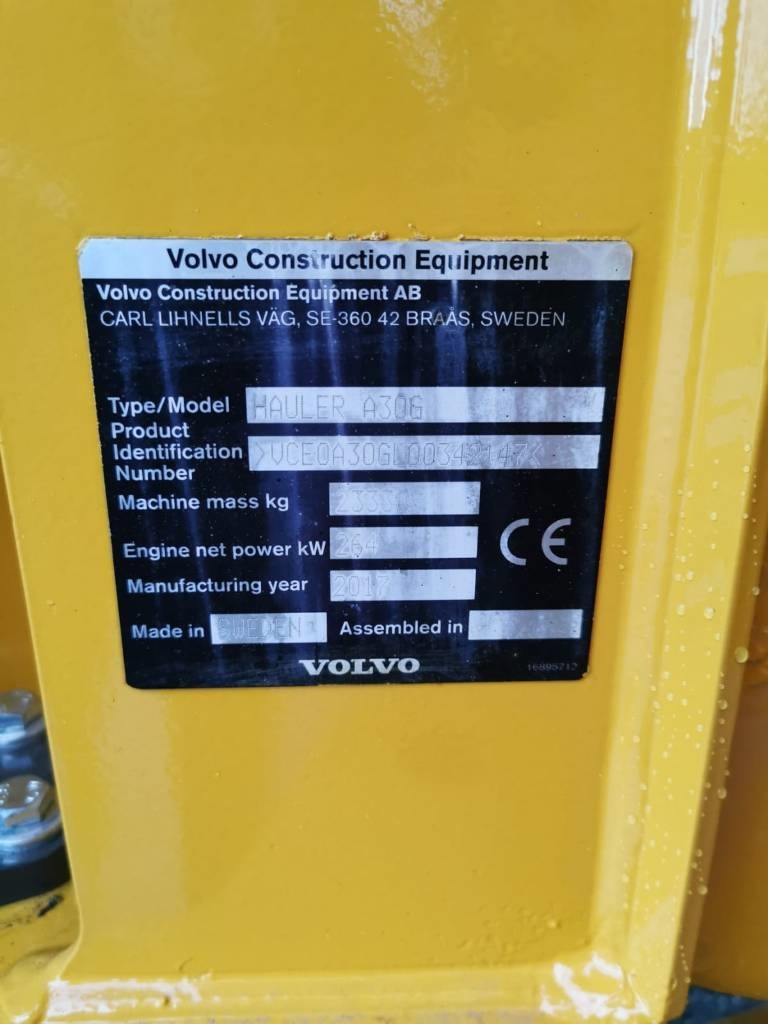 Volvo Construction Equipment
Volvo Construction Equipment AB
CARL LIHNELLS VÄG, SE-360 42 BRAÅS, SWEDEN
Type/Model HAULER A30G
Product
Identification >VCE0A30GL00342147<
Number
Machine mass kg
Engine net power kW 264
Manufacturing year 2017
Made in SWEDEN Assembled in
VOLVO
16895712
CE